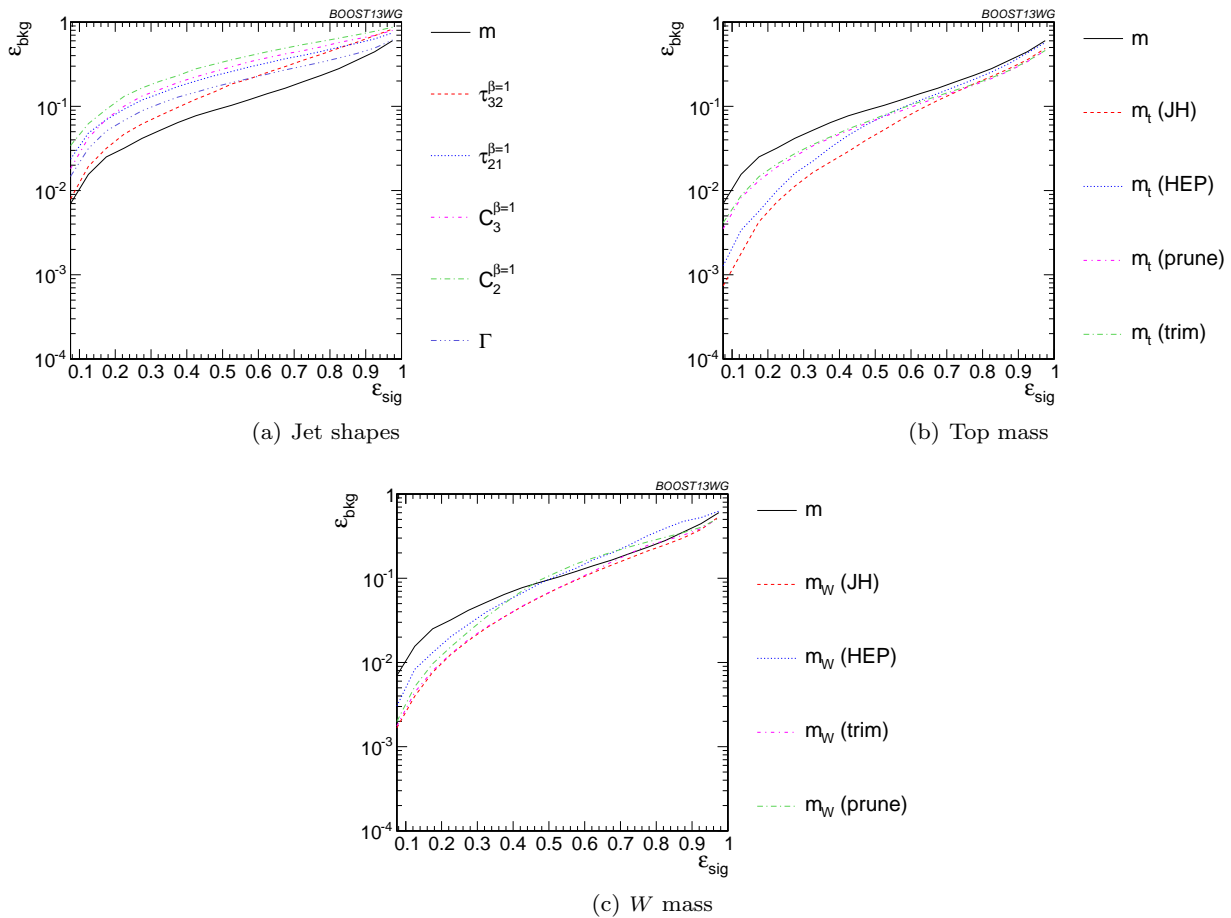 BOOST13WG
ε_bkg
1
10^-1
10^-2
10^-3
10^-4
0.1 0.2 0.3 0.4 0.5 0.6 0.7 0.8 0.9 1
ε_sig
m
τ_32^β=1
τ_21^β=1
C_3^β=1
C_2^β=1
Γ
(a) Jet shapes
BOOST13WG
ε_bkg
1
10^-1
10^-2
10^-3
10^-4
0.1 0.2 0.3 0.4 0.5 0.6 0.7 0.8 0.9 1
ε_sig
m
m_t (JH)
m_t (HEP)
m_t (prune)
m_t (trim)
(b) Top mass
BOOST13WG
ε_bkg
1
10^-1
10^-2
10^-3
10^-4
0.1 0.2 0.3 0.4 0.5 0.6 0.7 0.8 0.9 1
ε_sig
m
m_W (JH)
m_W (HEP)
m_W (trim)
m_W (prune)
(c) W mass